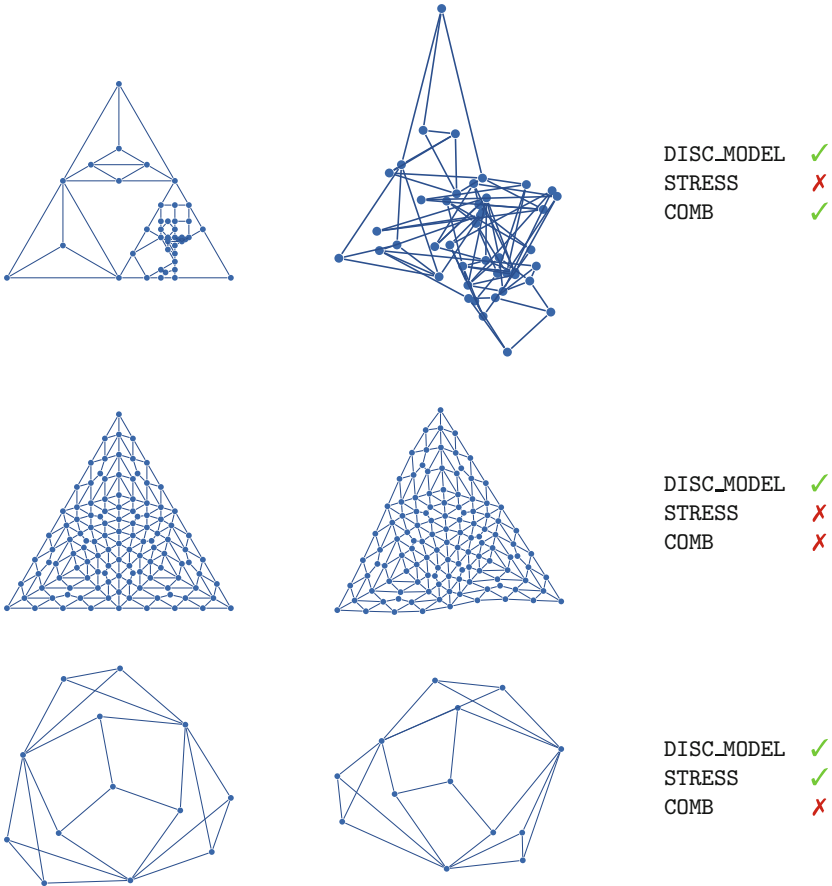 DISC_MODEL ✓
STRESS ✗
COMB ✓
DISC_MODEL ✓
STRESS ✗
COMB ✗
DISC_MODEL ✓
STRESS ✓
COMB ✗